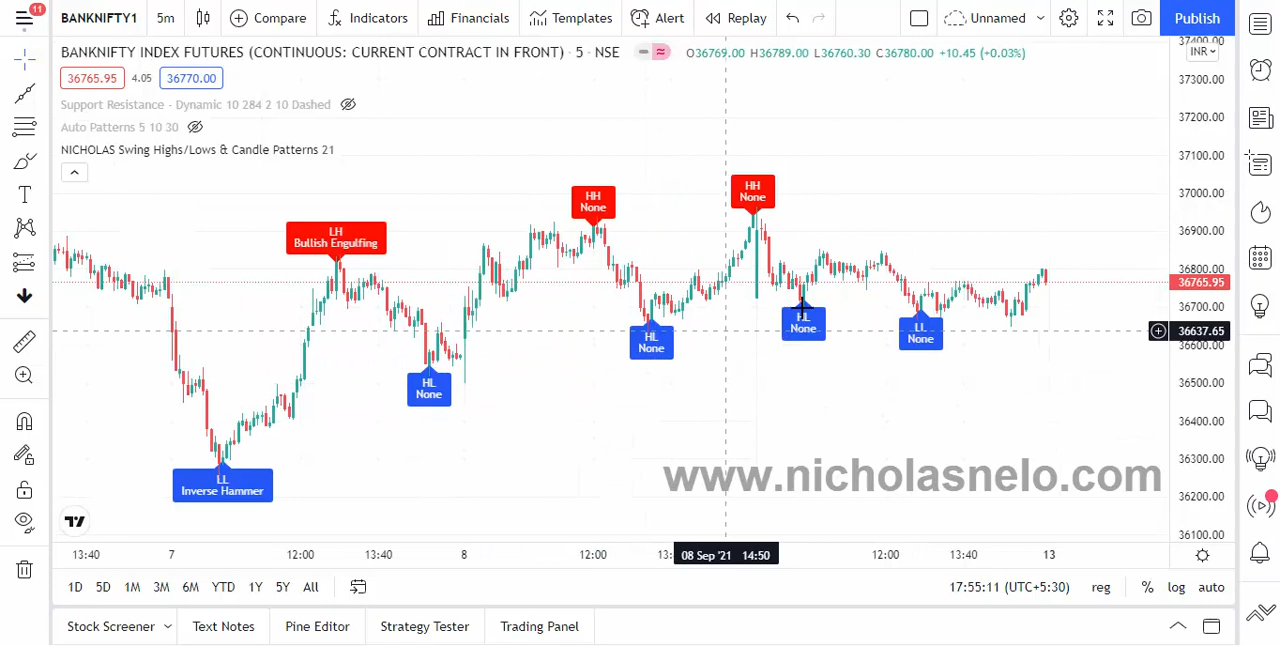 11
BANKNIFTY1 5m Compare Indicators Financials Templates Alert Replay Unnamed Publish
BANKNIFTY INDEX FUTURES (CONTINUOUS: CURRENT CONTRACT IN FRONT) · 5 · NSE O36769.00 H36789.00 L36760.30 C36780.00 +10.45 (+0.03%)
INR
36765.95 4.05 36770.00
Support Resistance - Dynamic 10 284 2 10 Dashed
Auto Patterns 5 10 30
NICHOLAS Swing Highs/Lows & Candle Patterns 21
37400.00
37300.00
37200.00
37100.00
37000.00
36900.00
36800.00
36765.95
36700.00
36637.65
36600.00
36500.00
36400.00
36300.00
36200.00
36100.00
LH
Bullish Engulfing
HH
None
HH
None
HL
None
HL
None
HL
None
LL
None
LL
Inverse Hammer
www.nicholasnelo.com
13:40 7 12:00 13:40 8 12:00 13: 08 Sep '21 14:50 12:00 13:40 13
1D 5D 1M 3M 6M YTD 1Y 5Y All 17:55:11 (UTC+5:30) reg % log auto
Stock Screener Text Notes Pine Editor Strategy Tester Trading Panel